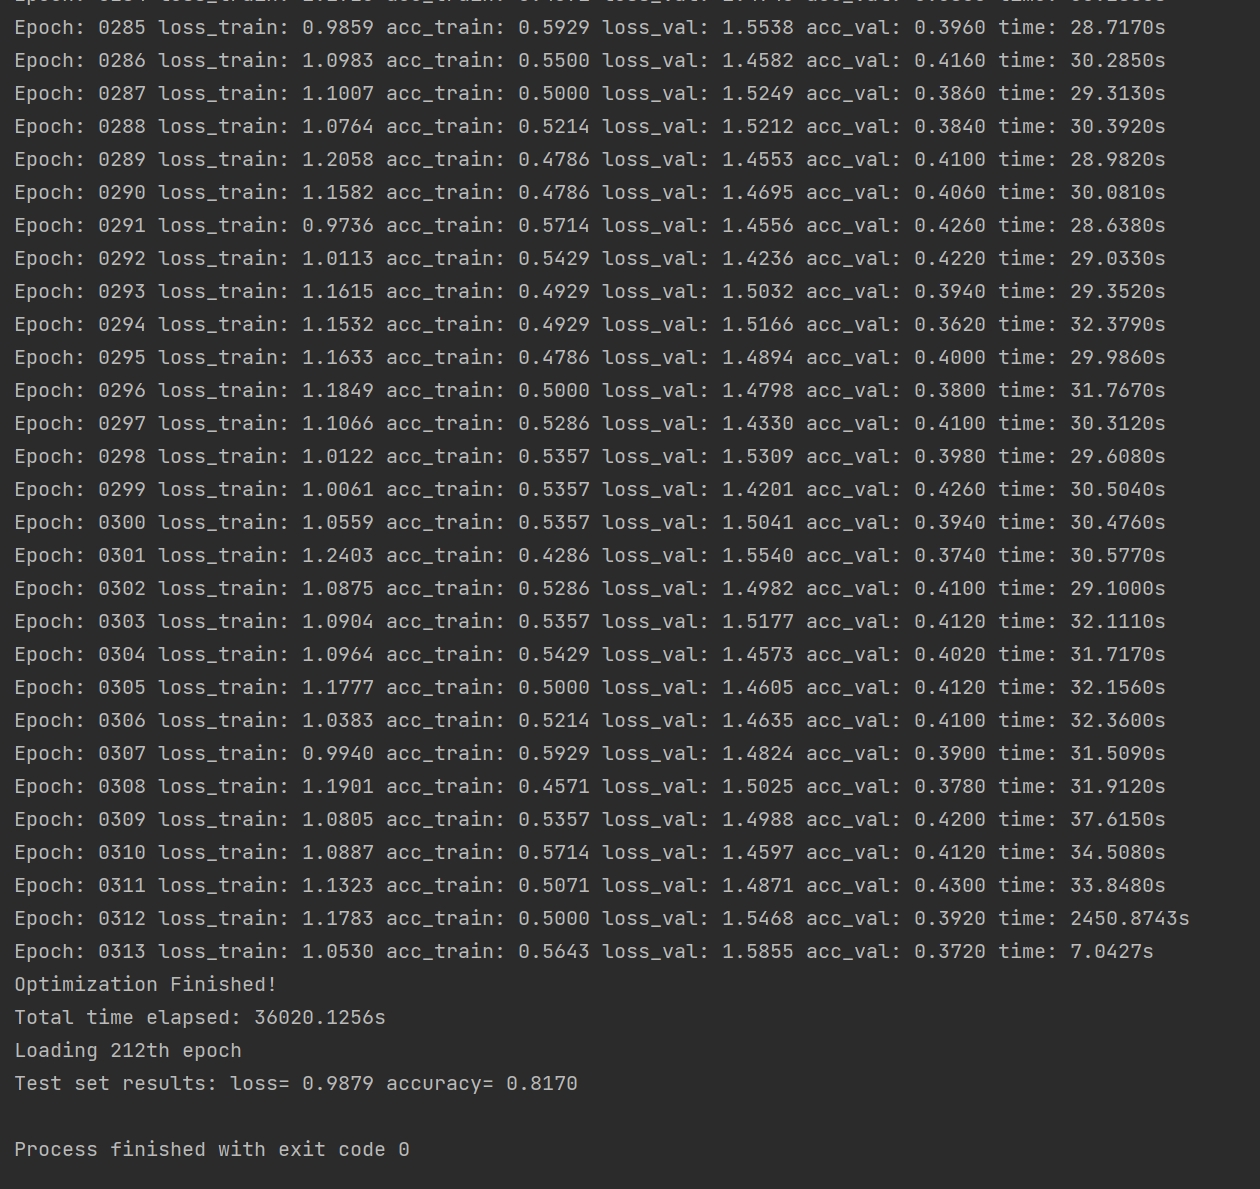 Epoch: 0285 loss_train: 0.9859 acc_train: 0.5929 loss_val: 1.5538 acc_val: 0.3960 time: 28.7170s
Epoch: 0286 loss_train: 1.0983 acc_train: 0.5500 loss_val: 1.4582 acc_val: 0.4160 time: 30.2850s
Epoch: 0287 loss_train: 1.1007 acc_train: 0.5000 loss_val: 1.5249 acc_val: 0.3860 time: 29.3130s
Epoch: 0288 loss_train: 1.0764 acc_train: 0.5214 loss_val: 1.5212 acc_val: 0.3840 time: 30.3920s
Epoch: 0289 loss_train: 1.2058 acc_train: 0.4786 loss_val: 1.4553 acc_val: 0.4100 time: 28.9820s
Epoch: 0290 loss_train: 1.1582 acc_train: 0.4786 loss_val: 1.4695 acc_val: 0.4060 time: 30.0810s
Epoch: 0291 loss_train: 0.9736 acc_train: 0.5714 loss_val: 1.4556 acc_val: 0.4260 time: 28.6380s
Epoch: 0292 loss_train: 1.0113 acc_train: 0.5429 loss_val: 1.4236 acc_val: 0.4220 time: 29.0330s
Epoch: 0293 loss_train: 1.1615 acc_train: 0.4929 loss_val: 1.5032 acc_val: 0.3940 time: 29.3520s
Epoch: 0294 loss_train: 1.1532 acc_train: 0.4929 loss_val: 1.5166 acc_val: 0.3620 time: 32.3790s
Epoch: 0295 loss_train: 1.1633 acc_train: 0.4786 loss_val: 1.4894 acc_val: 0.4000 time: 29.9860s
Epoch: 0296 loss_train: 1.1849 acc_train: 0.5000 loss_val: 1.4798 acc_val: 0.3800 time: 31.7670s
Epoch: 0297 loss_train: 1.1066 acc_train: 0.5286 loss_val: 1.4330 acc_val: 0.4100 time: 30.3120s
Epoch: 0298 loss_train: 1.0122 acc_train: 0.5357 loss_val: 1.5309 acc_val: 0.3980 time: 29.6080s
Epoch: 0299 loss_train: 1.0061 acc_train: 0.5357 loss_val: 1.4201 acc_val: 0.4260 time: 30.5040s
Epoch: 0300 loss_train: 1.0559 acc_train: 0.5357 loss_val: 1.5041 acc_val: 0.3940 time: 30.4760s
Epoch: 0301 loss_train: 1.2403 acc_train: 0.4286 loss_val: 1.5540 acc_val: 0.3740 time: 30.5770s
Epoch: 0302 loss_train: 1.0875 acc_train: 0.5286 loss_val: 1.4982 acc_val: 0.4100 time: 29.1000s
Epoch: 0303 loss_train: 1.0904 acc_train: 0.5357 loss_val: 1.5177 acc_val: 0.4120 time: 32.1110s
Epoch: 0304 loss_train: 1.0964 acc_train: 0.5429 loss_val: 1.4573 acc_val: 0.4020 time: 31.7170s
Epoch: 0305 loss_train: 1.1777 acc_train: 0.5000 loss_val: 1.4605 acc_val: 0.4120 time: 32.1560s
Epoch: 0306 loss_train: 1.0383 acc_train: 0.5214 loss_val: 1.4635 acc_val: 0.4100 time: 32.3600s
Epoch: 0307 loss_train: 0.9940 acc_train: 0.5929 loss_val: 1.4824 acc_val: 0.3900 time: 31.5090s
Epoch: 0308 loss_train: 1.1901 acc_train: 0.4571 loss_val: 1.5025 acc_val: 0.3780 time: 31.9120s
Epoch: 0309 loss_train: 1.0805 acc_train: 0.5357 loss_val: 1.4988 acc_val: 0.4200 time: 37.6150s
Epoch: 0310 loss_train: 1.0887 acc_train: 0.5714 loss_val: 1.4597 acc_val: 0.4120 time: 34.5080s
Epoch: 0311 loss_train: 1.1323 acc_train: 0.5071 loss_val: 1.4871 acc_val: 0.4300 time: 33.8480s
Epoch: 0312 loss_train: 1.1783 acc_train: 0.5000 loss_val: 1.5468 acc_val: 0.3920 time: 2450.8743s
Epoch: 0313 loss_train: 1.0530 acc_train: 0.5643 loss_val: 1.5855 acc_val: 0.3720 time: 7.0427s
Optimization Finished!
Total time elapsed: 36020.1256s
Loading 212th epoch
Test set results: loss= 0.9879 accuracy= 0.8170
Process finished with exit code 0